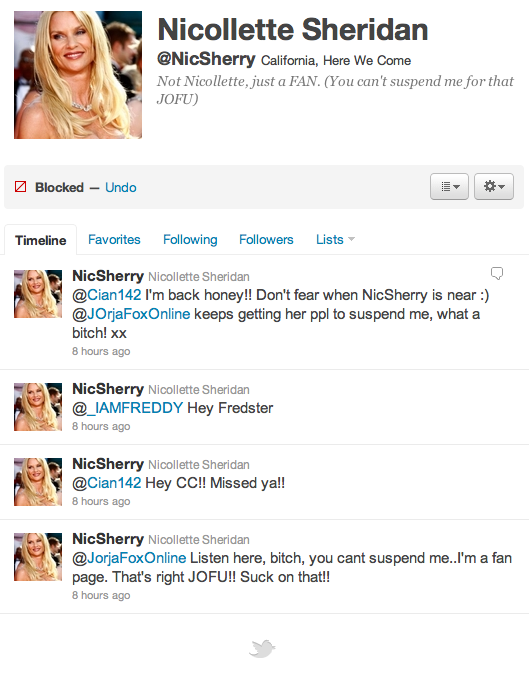 Nicollette Sheridan
@NicSherry California, Here We Come
Not Nicollette, just a FAN. (You can't suspend me for that
JOFU)
Blocked — Undo
Timeline Favorites Following Followers Lists
NicSherry Nicollette Sheridan
@Cian142 I'm back honey!! Don't fear when NicSherry is near :)
@JOrjaFoxOnline keeps getting her ppl to suspend me, what a
bitch! xx
8 hours ago
NicSherry Nicollette Sheridan
@_IAMFREDDY Hey Fredster
8 hours ago
NicSherry Nicollette Sheridan
@Cian142 Hey CC!! Missed ya!!
8 hours ago
NicSherry Nicollette Sheridan
@JorjaFoxOnline Listen here, bitch, you cant suspend me..I'm a fan
page. That's right JOFU!! Suck on that!!
8 hours ago